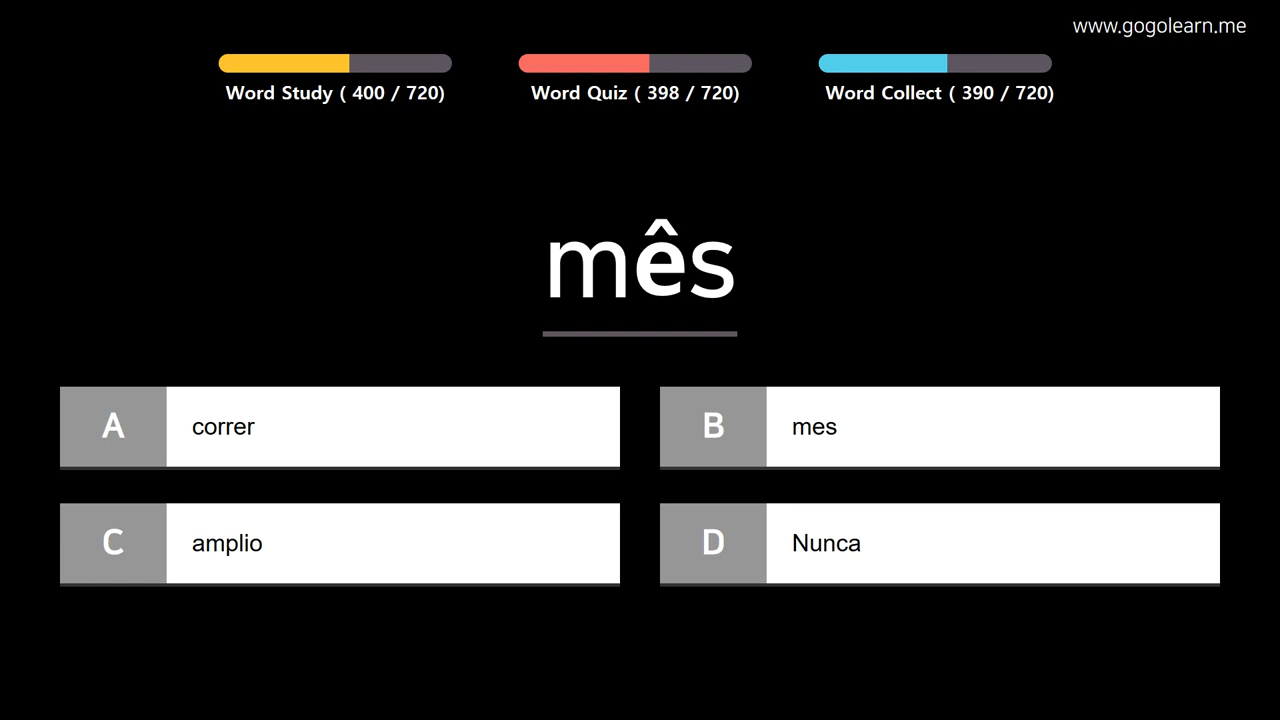 www.gogolearn.me
Word Study ( 400 / 720)
Word Quiz ( 398 / 720)
Word Collect ( 390 / 720)
mês
A correr
B mes
C amplio
D Nunca